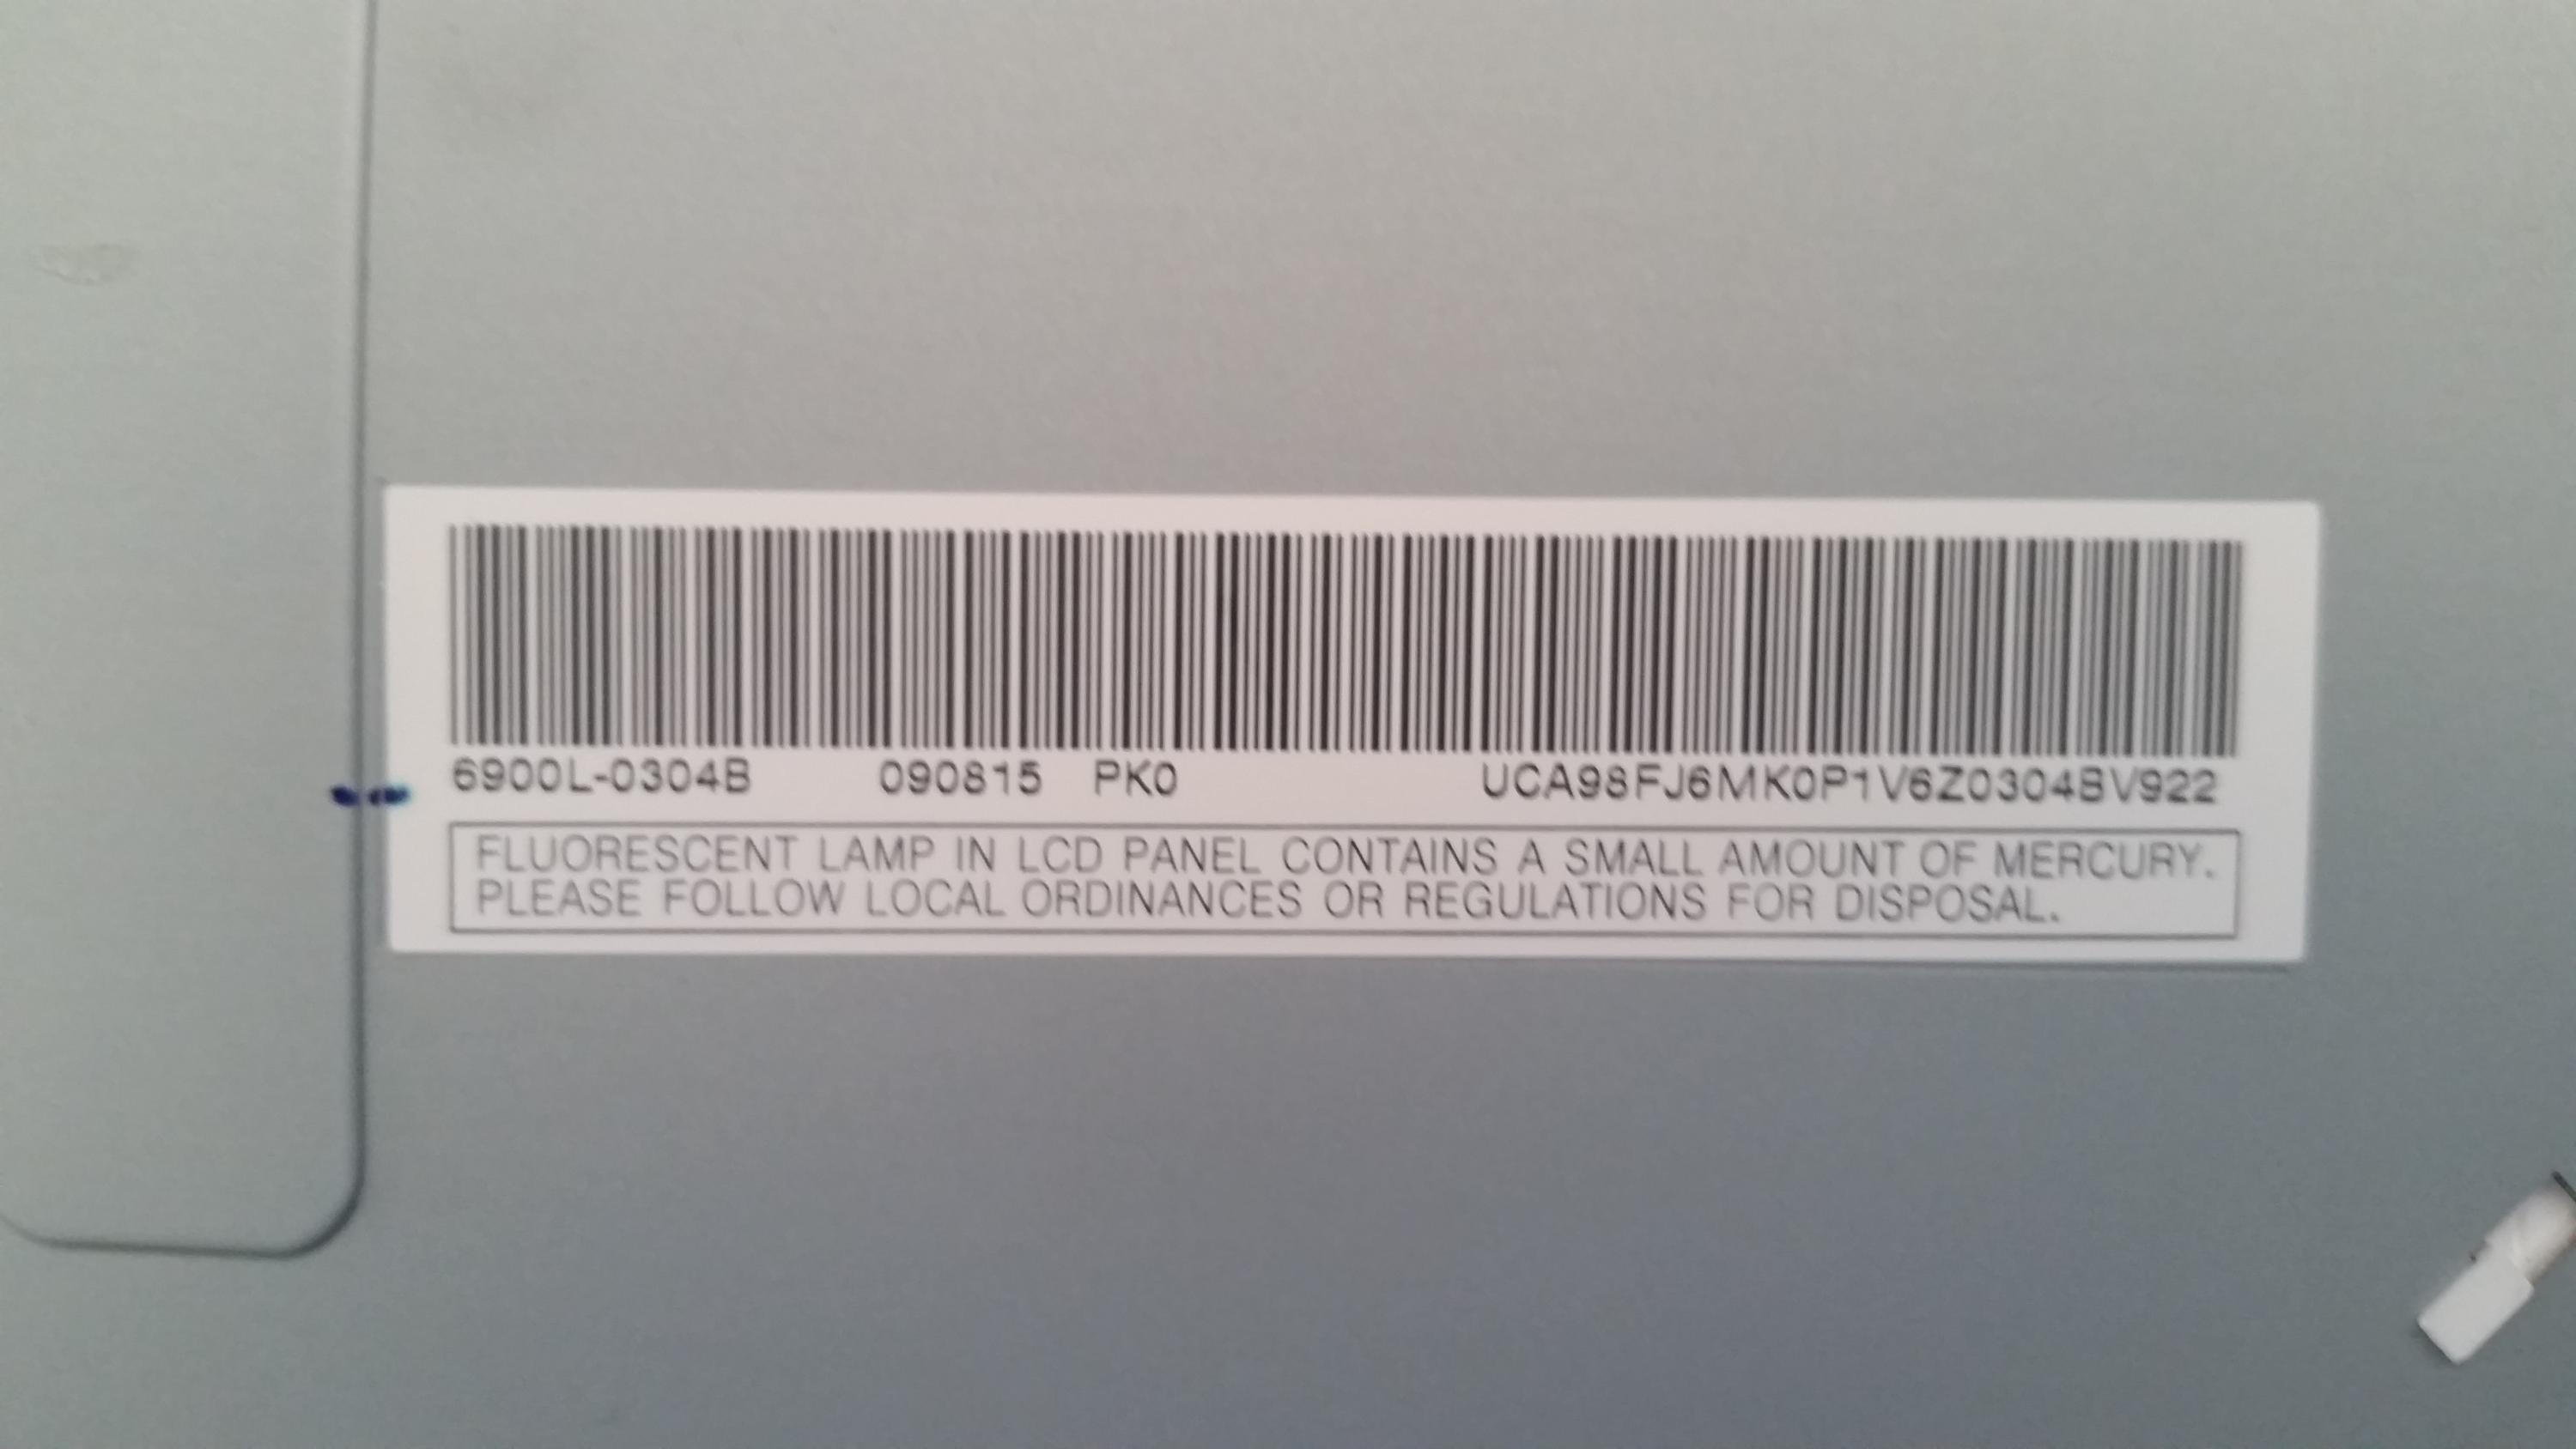 6900L-0304B 090815 PK0 UCA98FJ6MK0P1V6Z0304BV922
FLUORESCENT LAMP IN LCD PANEL CONTAINS A SMALL AMOUNT OF MERCURY.
PLEASE FOLLOW LOCAL ORDINANCES OR REGULATIONS FOR DISPOSAL.